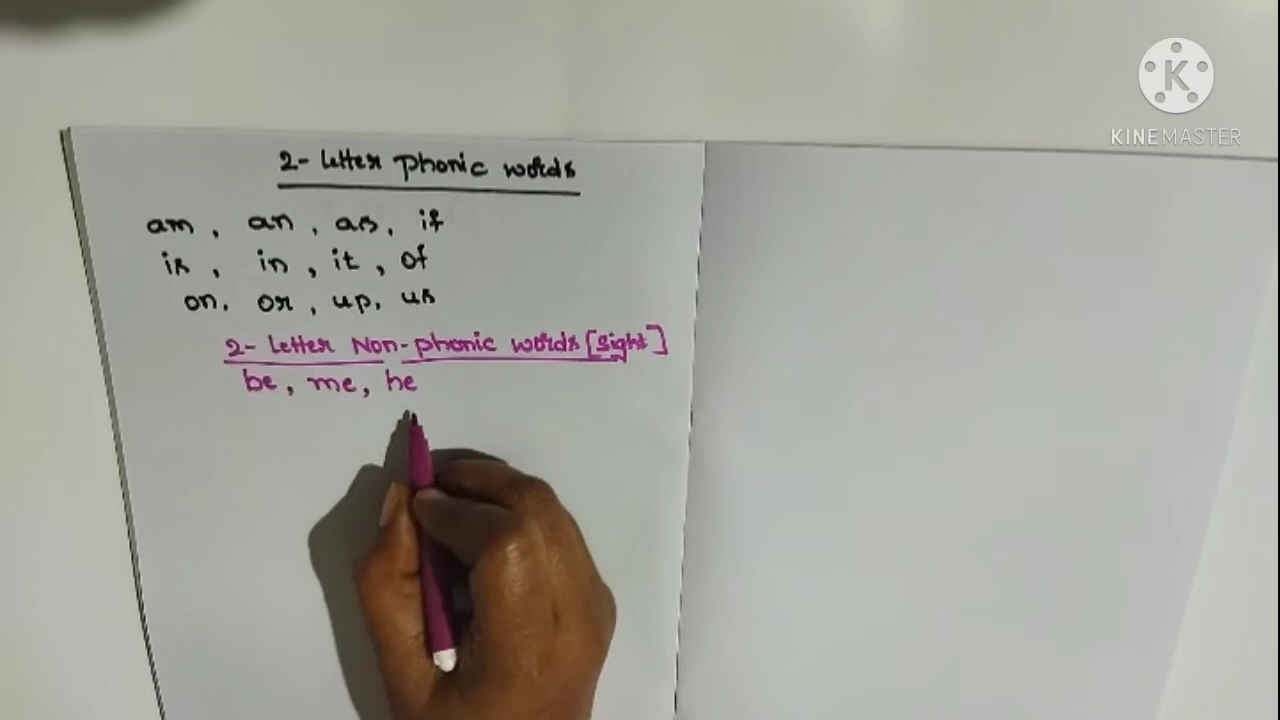 2- Letter phonic words
am, an, as, if
is, in, it, of
on, or, up, us
2- Letter Non-phonic words [Sight]
be, me, he
KINEMASTER